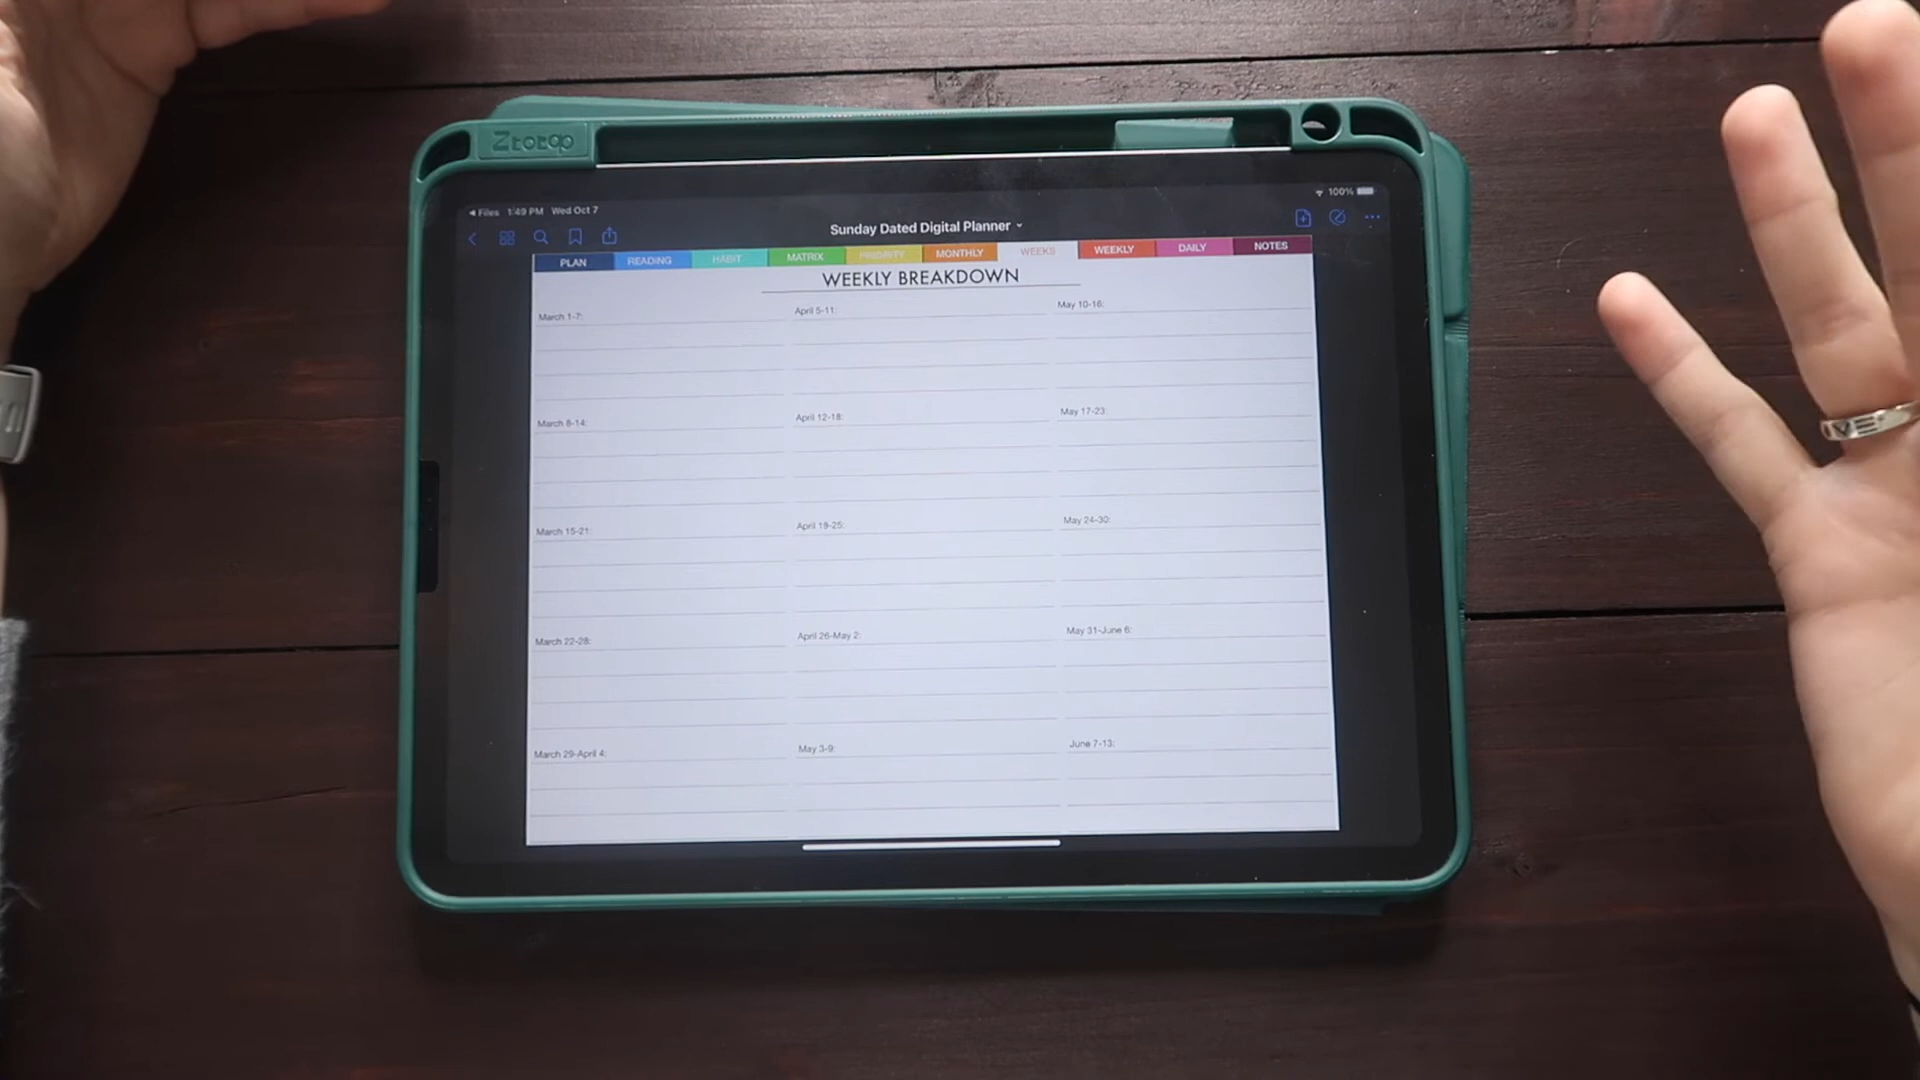 Ztotop
◂ Files 1:49 PM Wed Oct 7
100%
Sunday Dated Digital Planner
PLAN READING HABIT MATRIX PRIORITY MONTHLY WEEKS WEEKLY DAILY NOTES
WEEKLY BREAKDOWN
March 1-7:
March 8-14:
March 15-21:
March 22-28:
March 29-April 4:
April 5-11:
April 12-18:
April 19-25:
April 26-May 2:
May 3-9:
May 10-16:
May 17-23:
May 24-30:
May 31-June 6:
June 7-13: